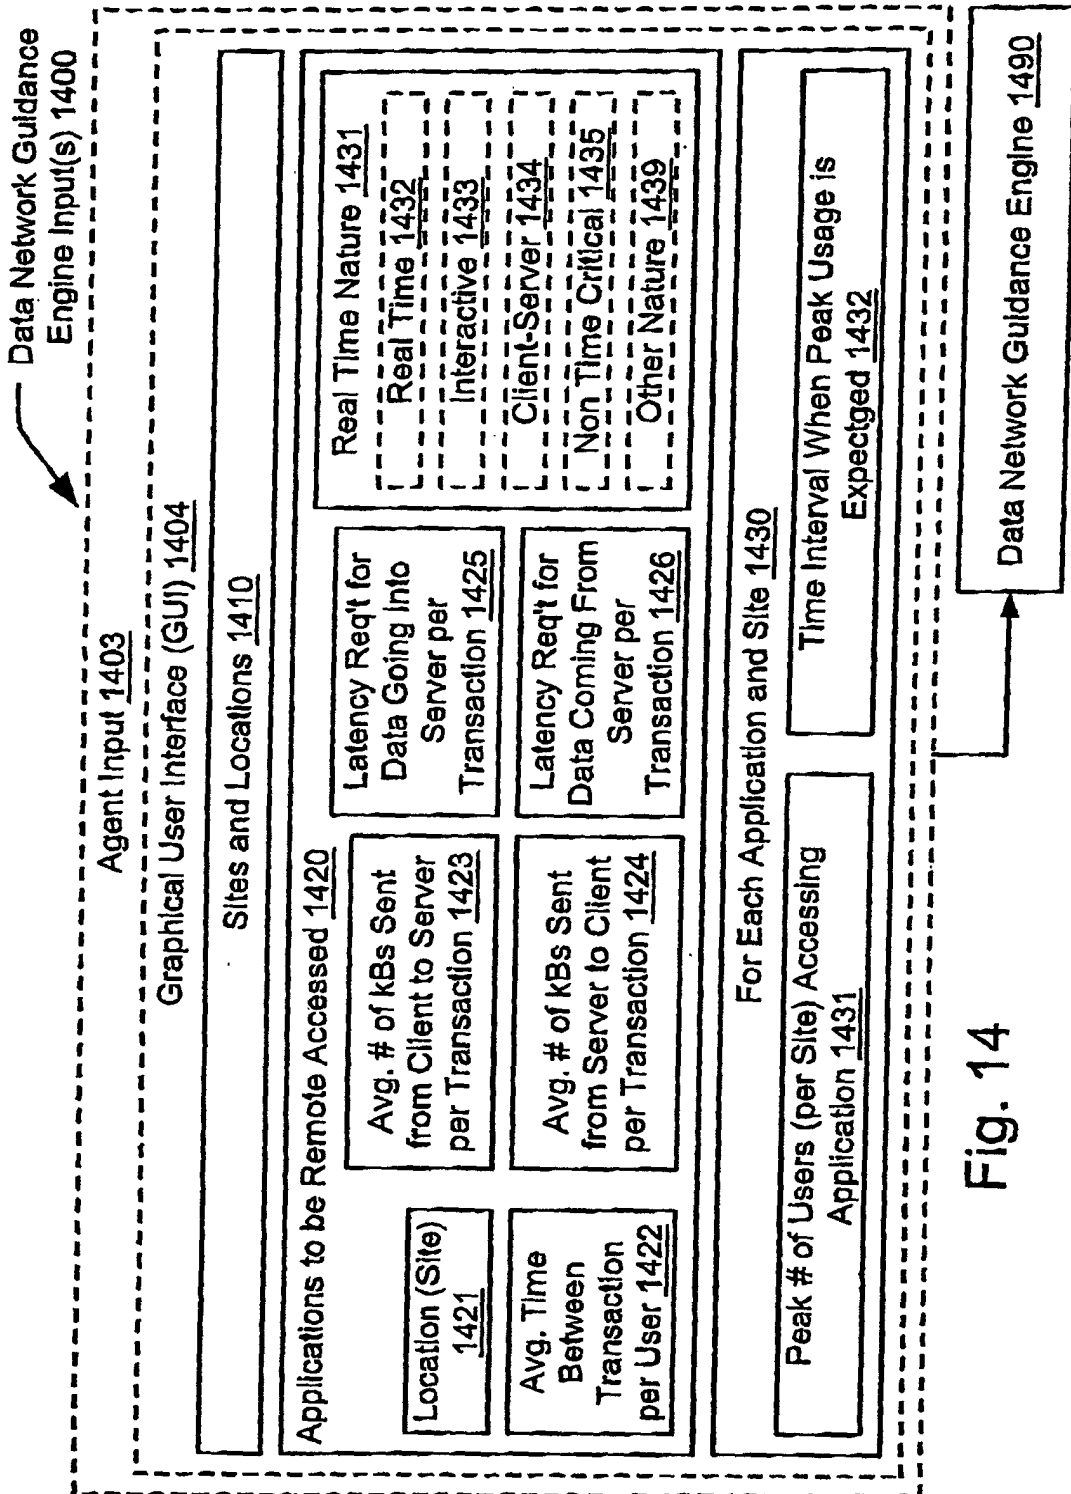 Data Network Guidance
Engine Input(s) 1400
Agent Input 1403
Graphical User Interface (GUI) 1404
Sites and Locations 1410
Applications to be Remote Accessed 1420
Location (Site)
1421
Avg. Time
Between
Transaction
per User 1422
Avg. # of kBs Sent
from Client to Server
per Transaction 1423
Avg. # of kBs Sent
from Server to Client
per Transaction 1424
Latency Req't for
Data Going Into
Server per
Transaction 1425
Latency Req't for
Data Coming From
Server per
Transaction 1426
Real Time Nature 1431
Real Time 1432
Interactive 1433
Client-Server 1434
Non Time Critical 1435
Other Nature 1439
For Each Application and Site 1430
Peak # of Users (per Site) Accessing
Application 1431
Time Interval When Peak Usage is
Expectged 1432
Data Network Guidance Engine 1490
Fig. 14